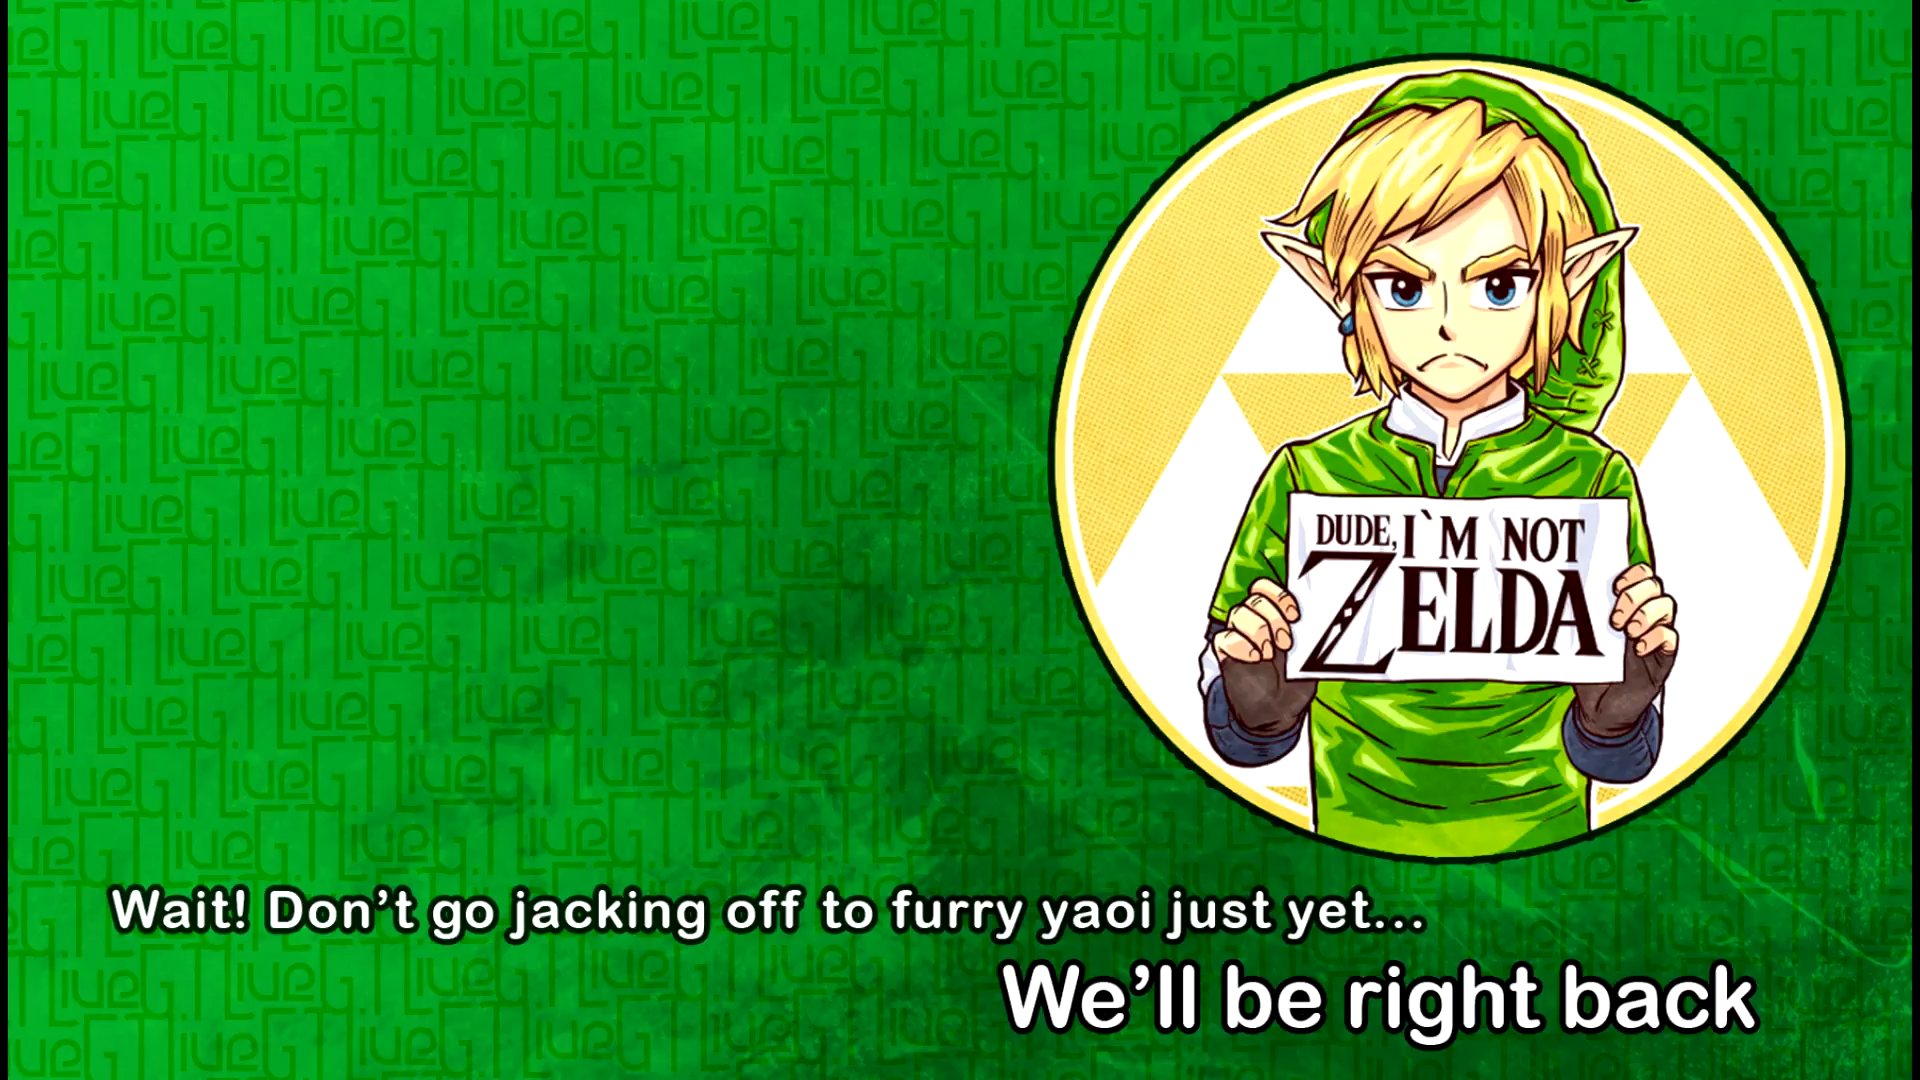 DUDE, I`M NOT
ZELDA
Wait! Don’t go jacking off to furry yaoi just yet...
We’ll be right back